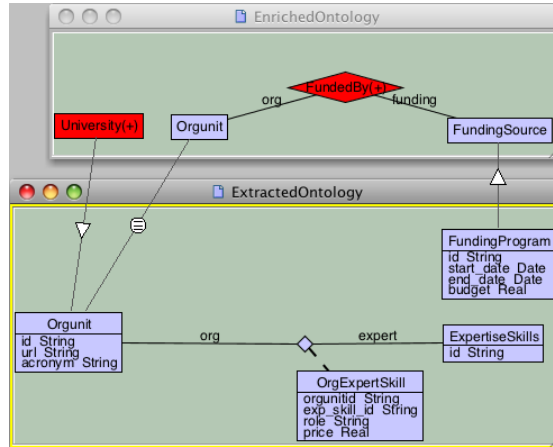 EnrichedOntology
FundedBy(+)
org
funding
University(+)
Orgunit
FundingSource
ExtractedOntology
FundingProgram
id String
start_date Date
end_date Date
budget Real
Orgunit
id String
url String
acronym String
org
expert
ExpertiseSkills
id String
OrgExpertSkill
orgunitid String
exp_skill_id String
role String
price Real